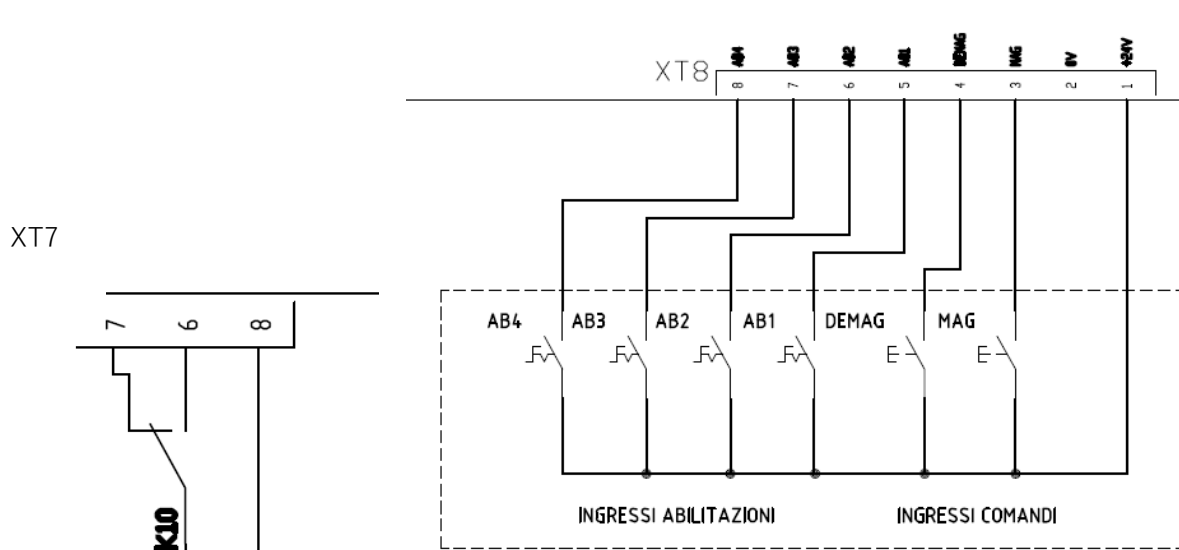 AB4 AB3 AB2 AB1 DEMAG MAG 0V +24V
XT8
8 7 6 5 4 3 2 1
XT7
7 6 8
AB4 AB3 AB2 AB1 DEMAG MAG
K10
INGRESSI ABILITAZIONI
INGRESSI COMANDI